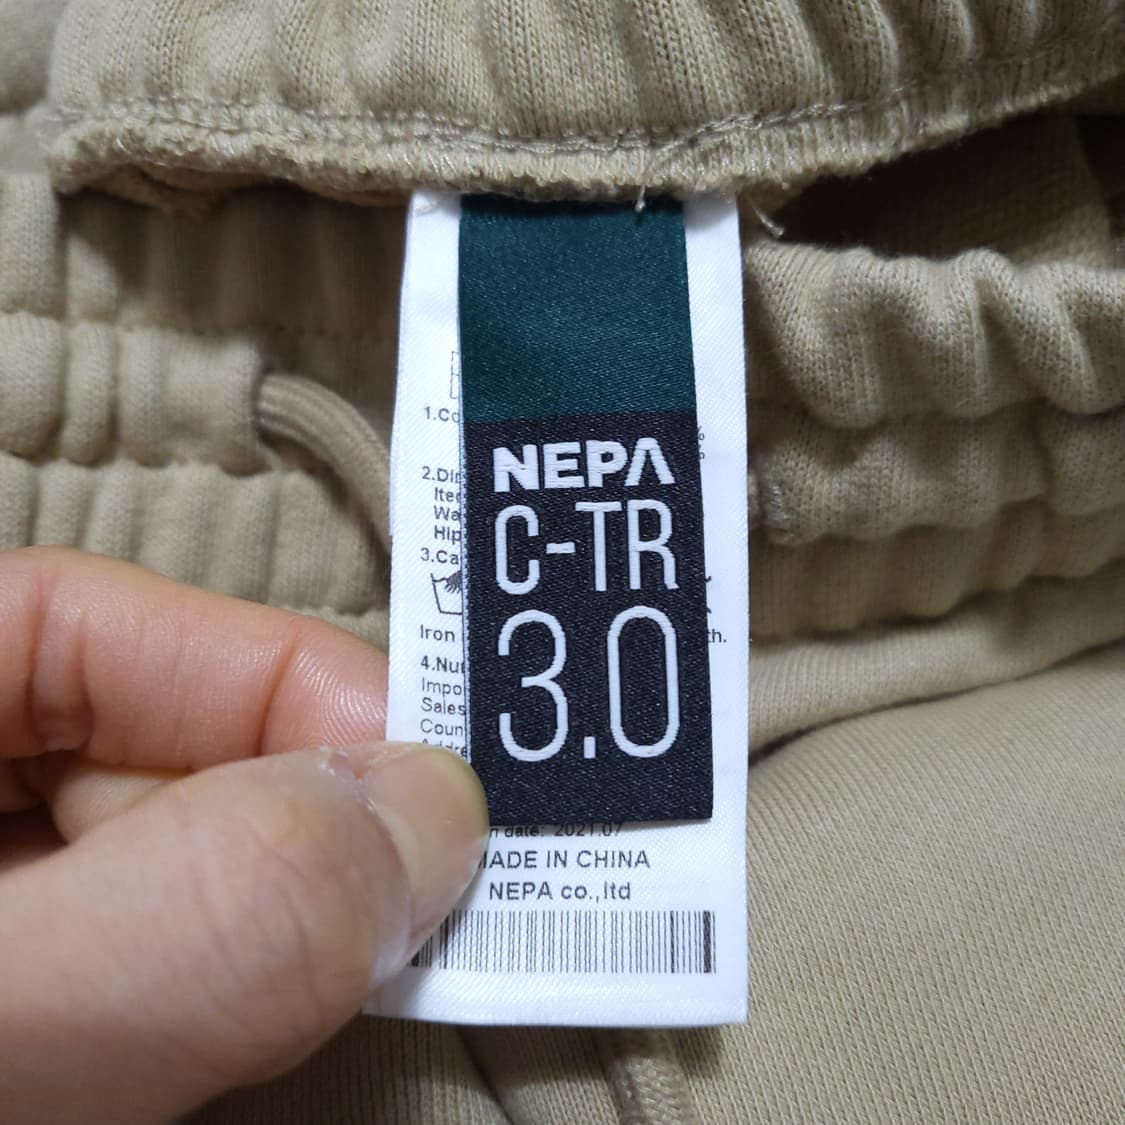 NEPA
C-TR
3.0
1.Co
%
2.Di
Ite
Wa
Hip
3.Ca
Iron
th.
4.Nu
Impo
Sales
Coun
Addre
n date: 2021.07
MADE IN CHINA
NEPA co.,ltd